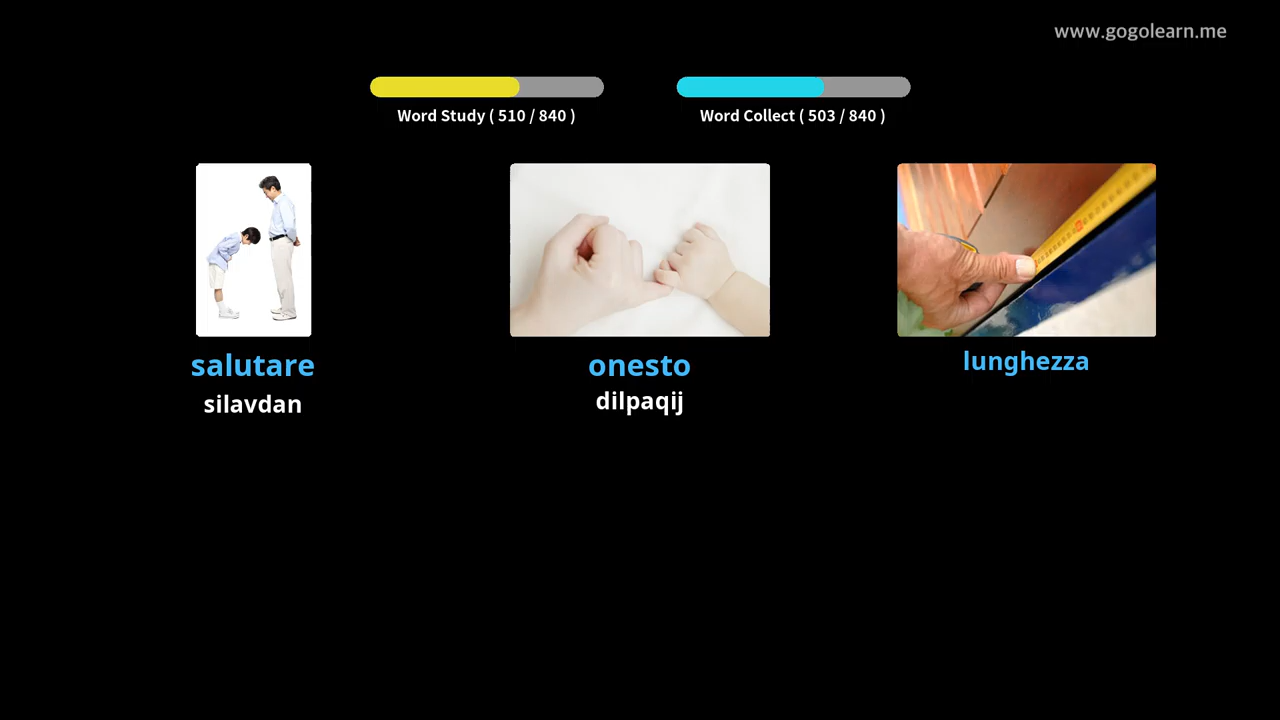 www.gogolearn.me
Word Study ( 510 / 840 )
Word Collect ( 503 / 840 )
salutare
silavdan
onesto
dilpaqij
lunghezza